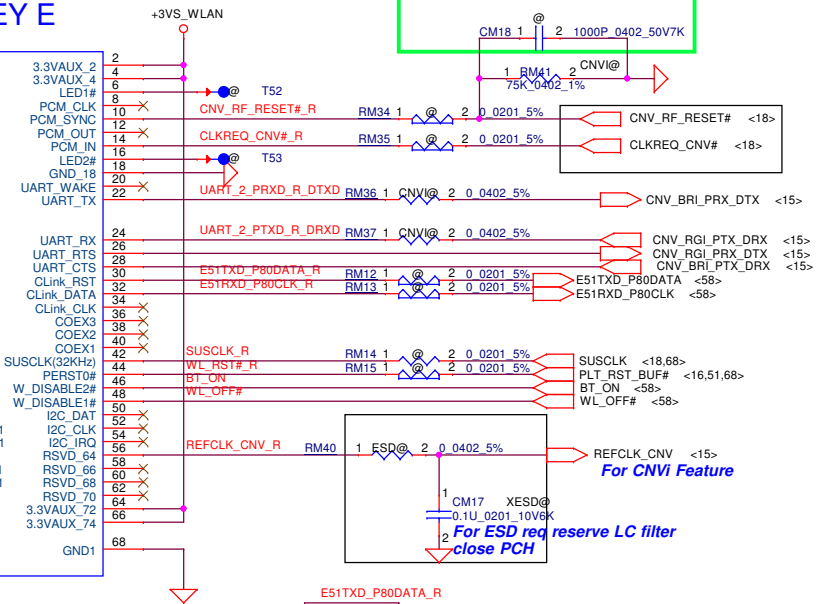 EY E
+3VS_WLAN
@
CM18 1 2 1000P_0402_50V7K
1 RM41 2 CNVI@
75K_0402_1%
3.3VAUX_2 2
3.3VAUX_4 4
LED1# 6 @ T52
PCM_CLK 8
PCM_SYNC 10 CNV_RF_RESET#_R RM34 1 @ 2 0_0201_5% CNV_RF_RESET# <18>
PCM_OUT 12
PCM_IN 14 CLKREQ_CNV#_R RM35 1 @ 2 0_0201_5% CLKREQ_CNV# <18>
LED2# 16 @ T53
GND_18 18
UART_WAKE 20
UART_TX 22 UART_2_PRXD_R_DTXD RM36 1 CNVI@ 2 0_0402_5% CNV_BRI_PRX_DTX <15>
UART_RX 24 UART_2_PTXD_R_DRXD RM37 1 CNVI@ 2 0_0402_5% CNV_RGI_PTX_DRX <15>
UART_RTS 26 CNV_RGI_PRX_DTX <15>
UART_CTS 28 CNV_BRI_PTX_DRX <15>
CLink_RST 30 E51TXD_P80DATA_R RM12 1 @ 2 0_0201_5% E51TXD_P80DATA <58>
CLink_DATA 32 E51RXD_P80CLK_R RM13 1 @ 2 0_0201_5% E51RXD_P80CLK <58>
CLink_CLK 34
COEX3 36
COEX2 38
COEX1 40
SUSCLK(32KHz) 42 SUSCLK_R RM14 1 @ 2 0_0201_5% SUSCLK <18,68>
PERST0# 44 WL_RST#_R RM15 1 @ 2 0_0201_5% PLT_RST_BUF# <16,51,68>
W_DISABLE2# 46 BT_ON BT_ON <58>
W_DISABLE1# 48 WL_OFF# WL_OFF# <58>
I2C_DAT 50
1 I2C_CLK 52
1 I2C_IRQ 54
RSVD_64 56 REFCLK_CNV_R RM40 1 ESD@ 2 0_0402_5% REFCLK_CNV <15>
1 RSVD_66 58
For CNVi Feature
1 RSVD_68 60
RSVD_70 62
3.3VAUX_72 64
3.3VAUX_74 66
1
CM17 XESD@
0.1U_0201_10V6K
2
For ESD req reserve LC filter
close PCH
GND1 68
E51TXD_P80DATA_R